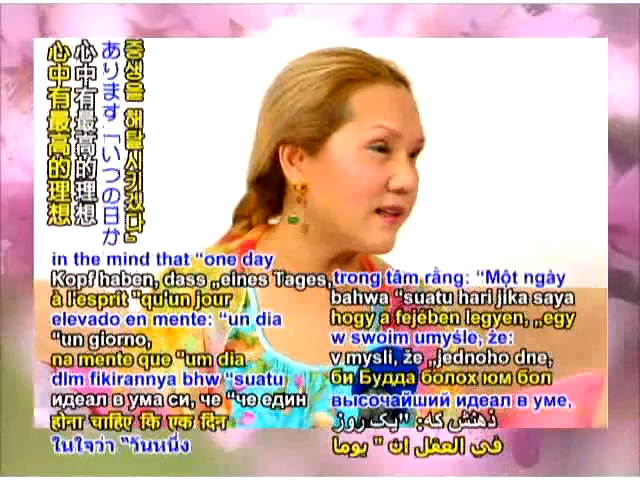 心中有最高的理想
心中有最高的理想
あります「いつの日か
중생을 해탈시키겠다"
in the mind that "one day
Kopf haben, dass „eines Tages,
à l'esprit "qu'un jour
elevado en mente: "un dia
"un giorno,
na mente que "um dia
dlm fikirannya bhw "suatu
идеал в ума си, че "че един
होना चाहिए कि एक दिन
ในใจว่า "วันหนึ่ง
trong tâm rằng: "Một ngày
bahwa "suatu hari jika saya
hogy a fejében legyen, „egy
w swoim umyśle, że:
v mysli, že „jednoho dne,
би Будда болох юм бол
высочайший идеал в уме,
ذهنش که: "یک روز
في العقل ان " يوما